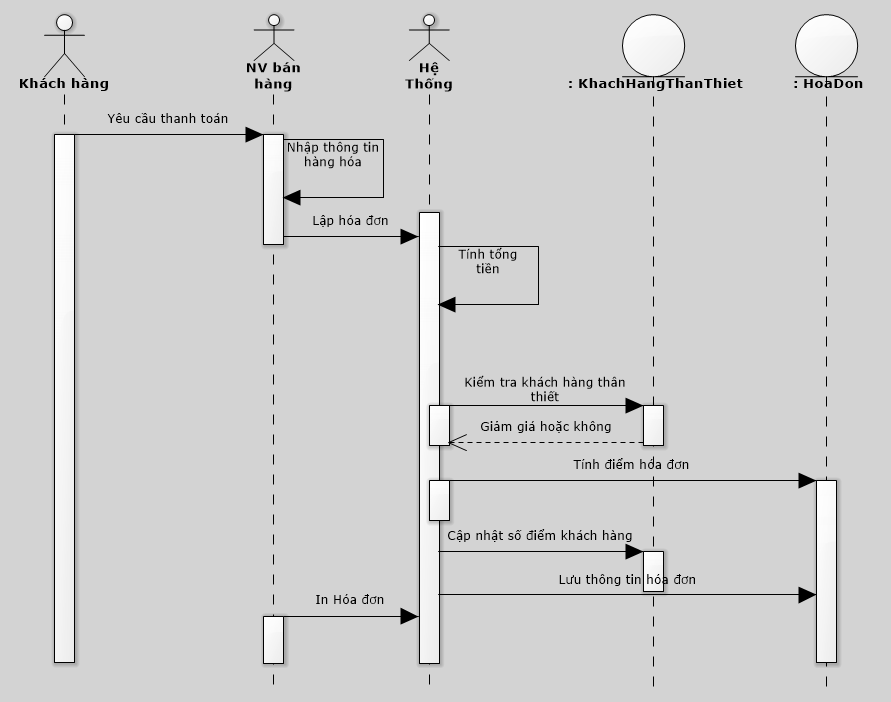 Khách hàng
NV bán
hàng
Hệ
Thống
: KhachHangThanThiet
: HoaDon
Yêu cầu thanh toán
Nhập thông tin
hàng hóa
Lập hóa đơn
Tính tổng
tiền
Kiểm tra khách hàng thân
thiết
Giảm giá hoặc không
Tính điểm hóa đơn
Cập nhật số điểm khách hàng
Lưu thông tin hóa đơn
In Hóa đơn